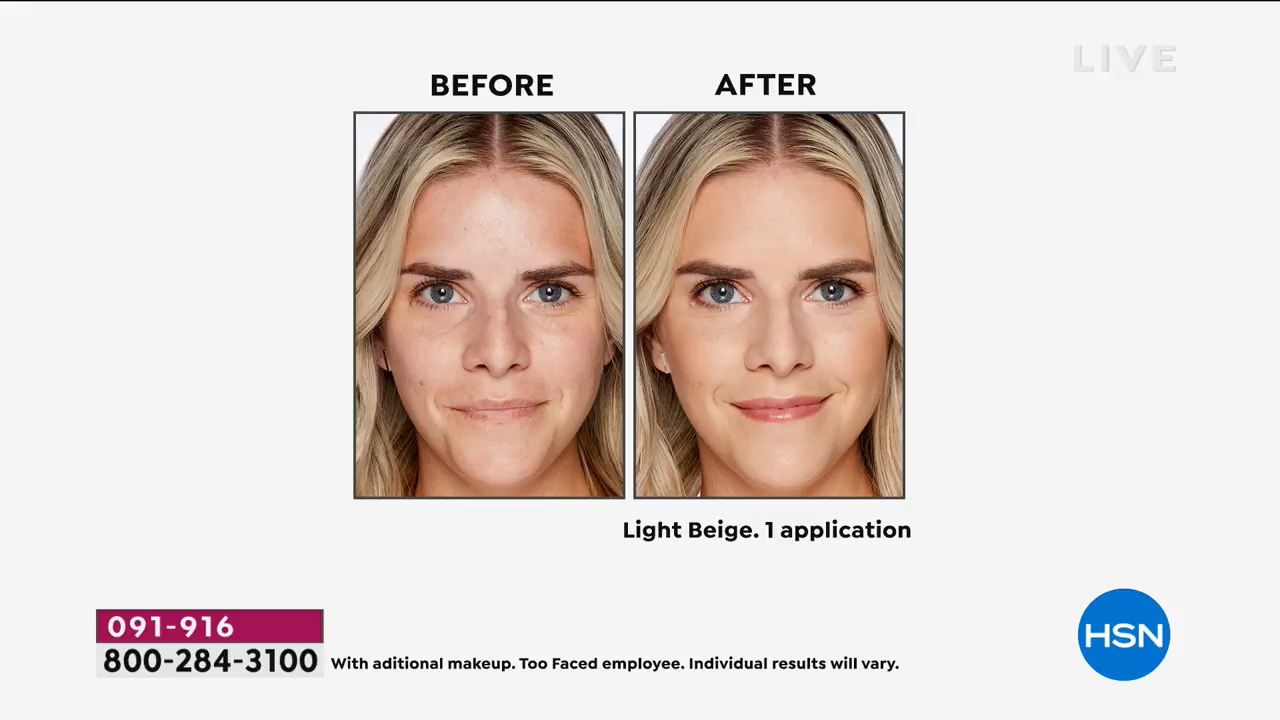 LIVE
BEFORE
AFTER
Light Beige. 1 application
091-916
800-284-3100
With aditional makeup. Too Faced employee. Individual results will vary.
HSN